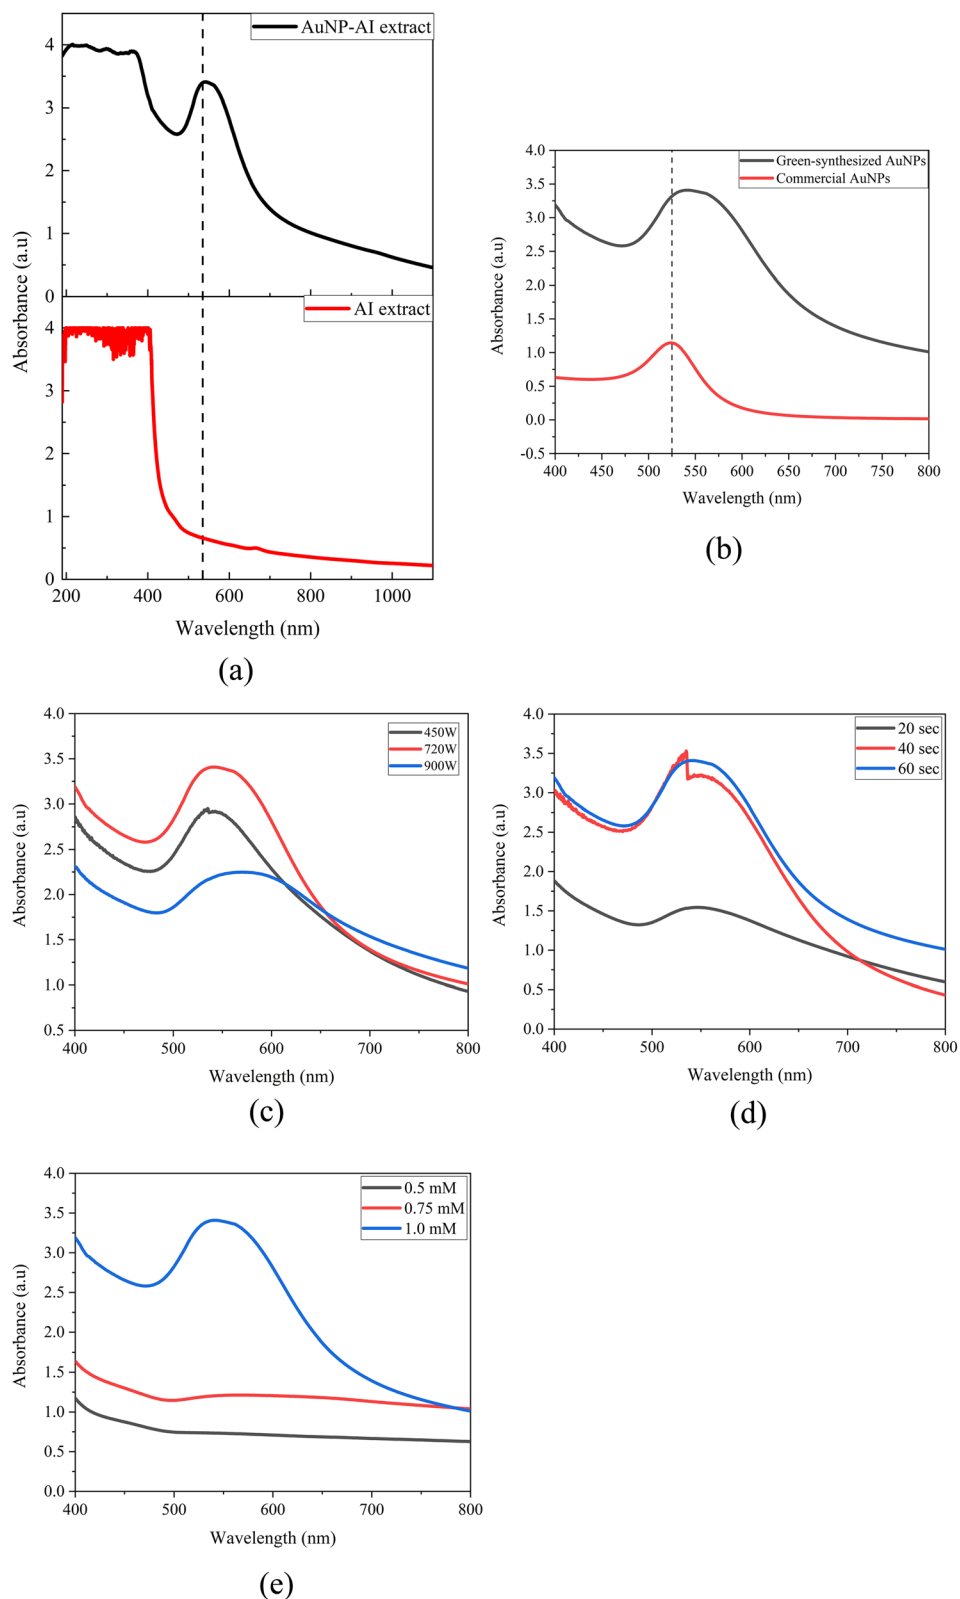 AuNP-AI extract
4
3
2
1
0
AI extract
4
3
2
1
0
Absorbance (a.u)
200 400 600 800 1000
Wavelength (nm)
(a)
Green-synthesized AuNPs
Commercial AuNPs
4.0
3.5
3.0
2.5
2.0
1.5
1.0
0.5
0.0
-0.5
Absorbance (a.u)
400 450 500 550 600 650 700 750 800
Wavelength (nm)
(b)
450W
720W
900W
4.0
3.5
3.0
2.5
2.0
1.5
1.0
0.5
Absorbance (a.u)
400 500 600 700 800
Wavelength (nm)
(c)
20 sec
40 sec
60 sec
4.0
3.5
3.0
2.5
2.0
1.5
1.0
0.5
0.0
Absorbance (a.u)
400 500 600 700 800
Wavelength (nm)
(d)
0.5 mM
0.75 mM
1.0 mM
4.0
3.5
3.0
2.5
2.0
1.5
1.0
0.5
0.0
Absorbance (a.u)
400 500 600 700 800
Wavelength (nm)
(e)